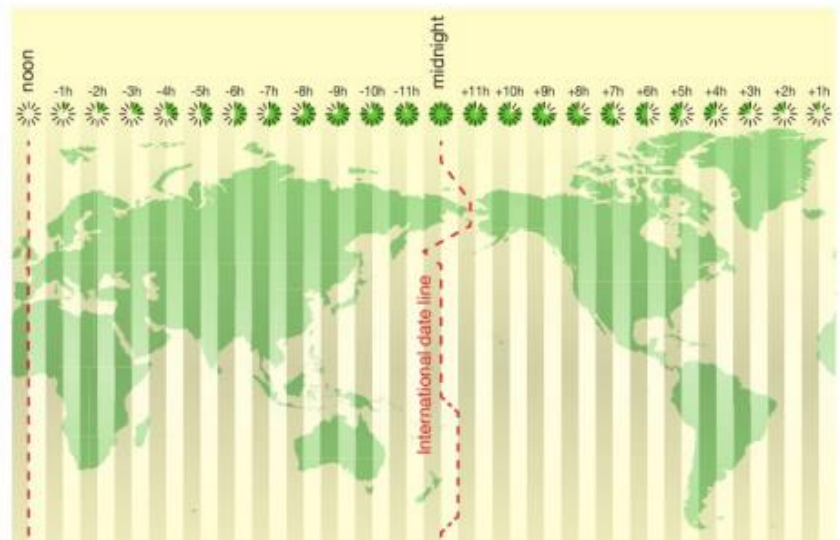 noon
-1h -2h -3h -4h -5h -6h -7h -8h -9h -10h -11h
midnight
+11h +10h +9h +8h +7h +6h +5h +4h +3h +2h +1h
International date line